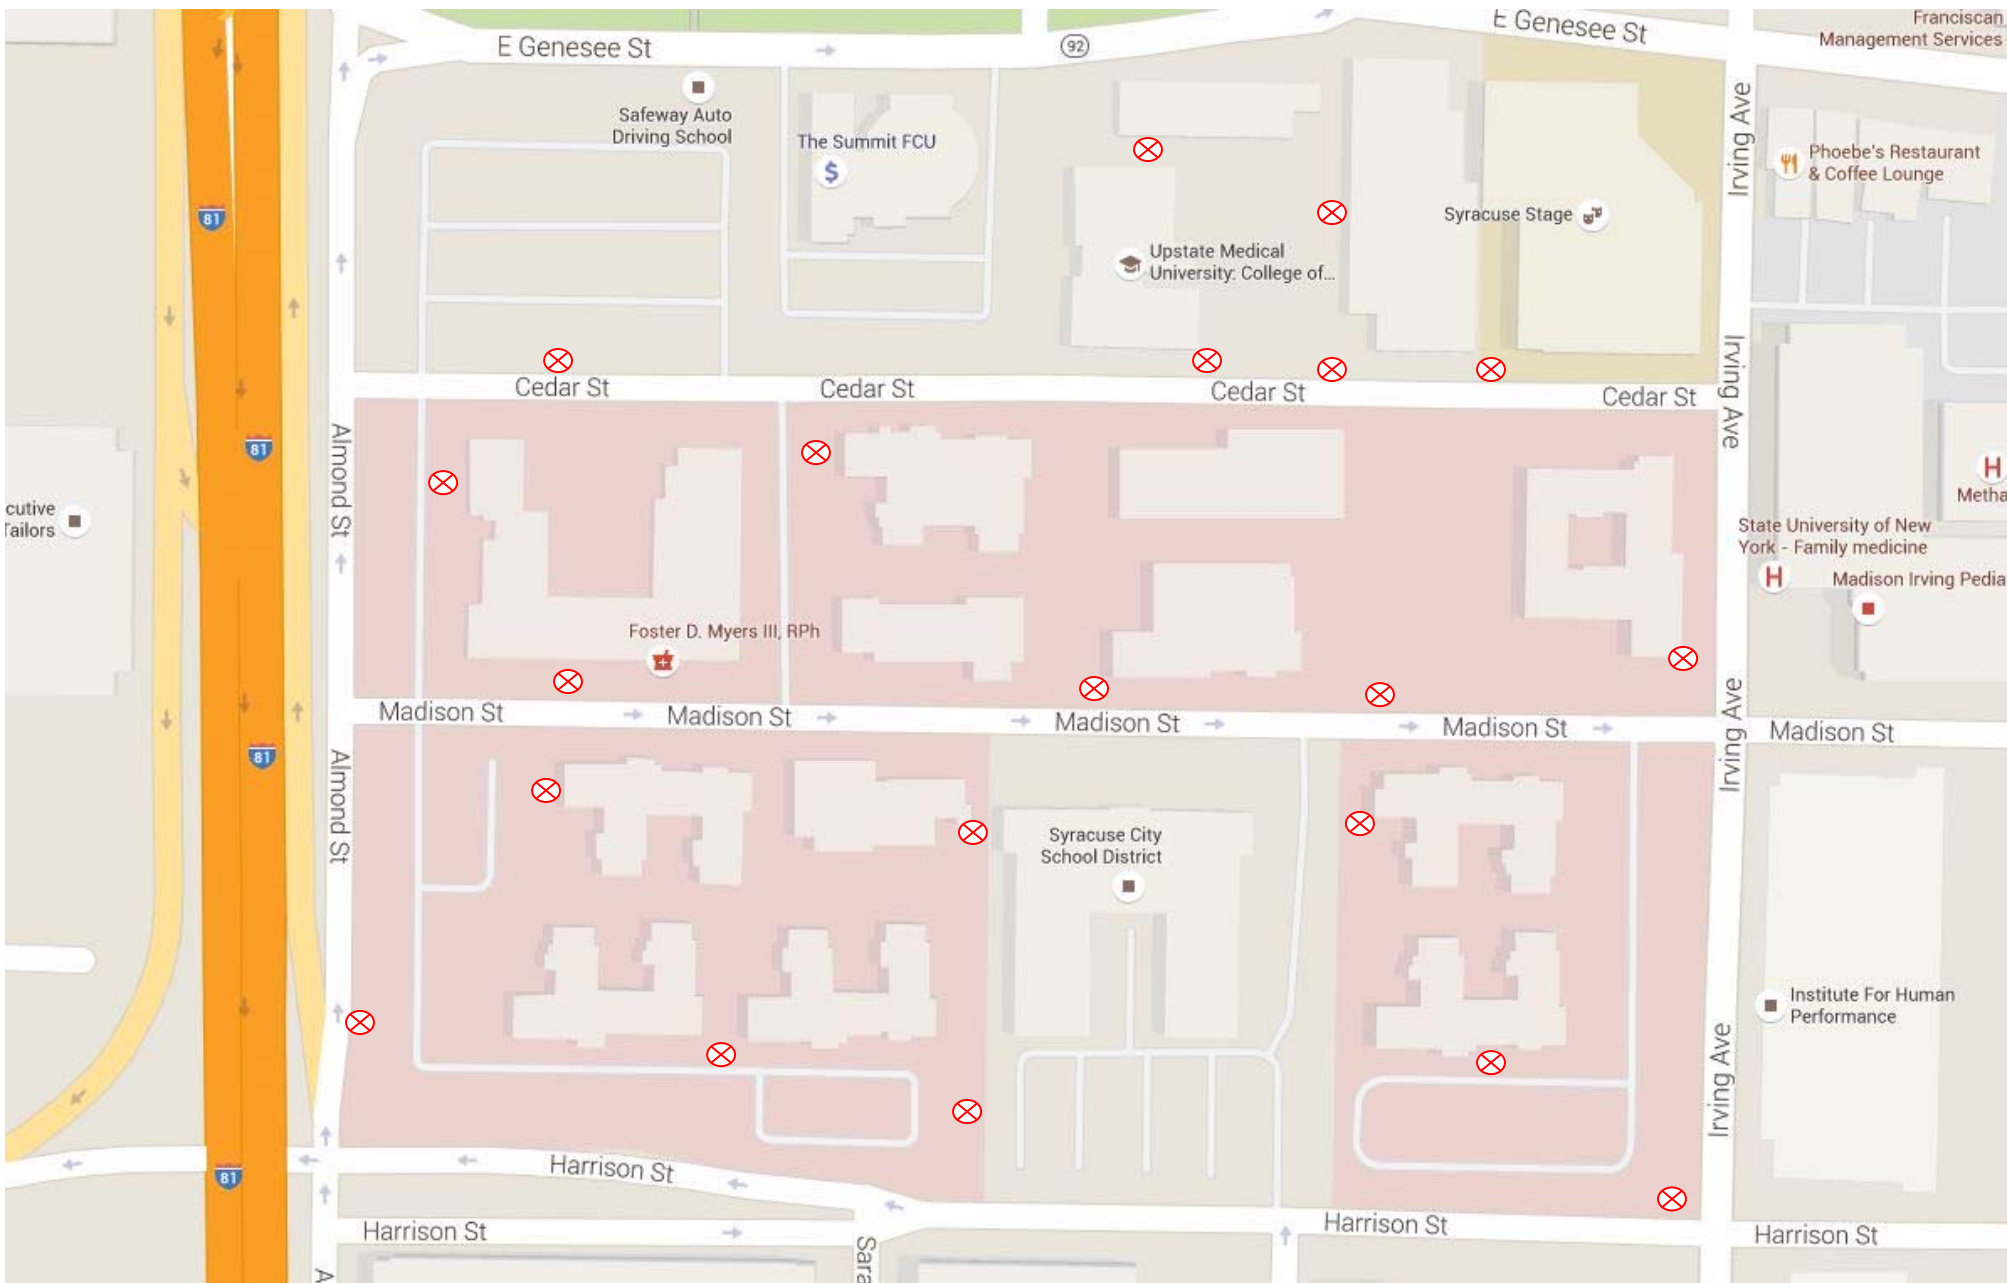 E Genesee St
92
E Genesee St
Franciscan
Management Services
Safeway Auto
Driving School
The Summit FCU
$
Irving Ave
Phoebe's Restaurant
& Coffee Lounge
81
Syracuse Stage
Upstate Medical
University: College of...
Cedar St
Cedar St
Cedar St
Cedar St
Irving Ave
Almond St
81
H
Metha
cutive
Tailors
State University of New
York - Family medicine
H
Madison Irving Pedia
Foster D. Myers III, RPh
Madison St
Madison St
Madison St
Madison St
Madison St
Irving Ave
81
Almond St
Syracuse City
School District
Institute For Human
Performance
Irving Ave
81
Harrison St
Harrison St
Harrison St
Harrison St
Sara
A